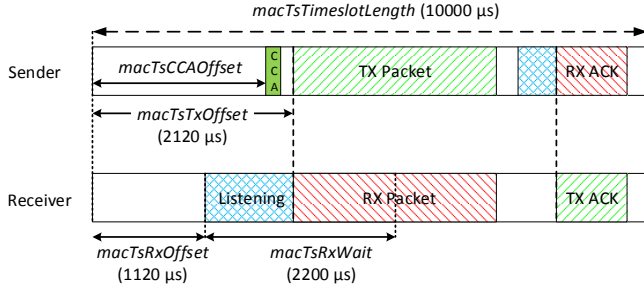 macTsTimeslotLength (10000 µs)
Sender
macTsCCAOffset
CCA
TX Packet
RX ACK
macTsTxOffset
(2120 µs)
Receiver
Listening
RX Packet
TX ACK
macTsRxOffset
(1120 µs)
macTsRxWait
(2200 µs)